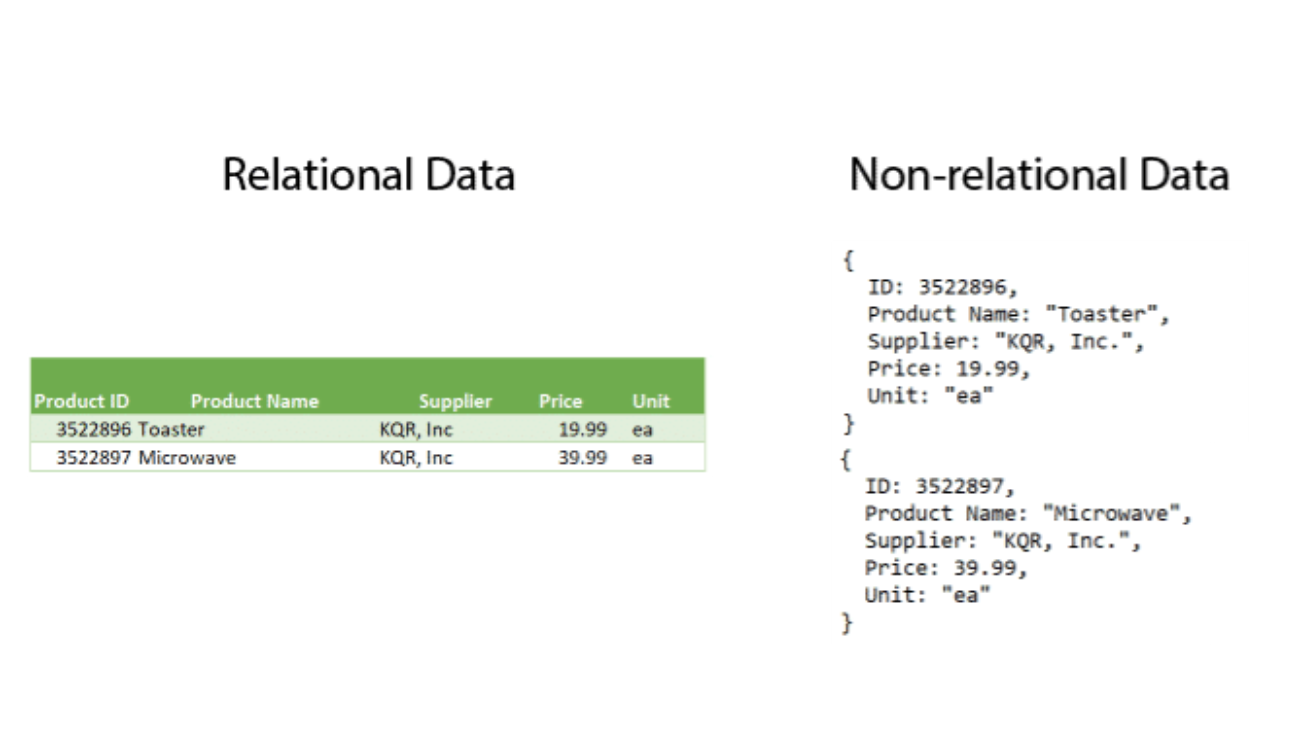 Relational Data
Product ID Product Name Supplier Price Unit
3522896 Toaster KQR, Inc 19.99 ea
3522897 Microwave KQR, Inc 39.99 ea
Non-relational Data
{
ID: 3522896,
Product Name: "Toaster",
Supplier: "KQR, Inc.",
Price: 19.99,
Unit: "ea"
}
{
ID: 3522897,
Product Name: "Microwave",
Supplier: "KQR, Inc.",
Price: 39.99,
Unit: "ea"
}